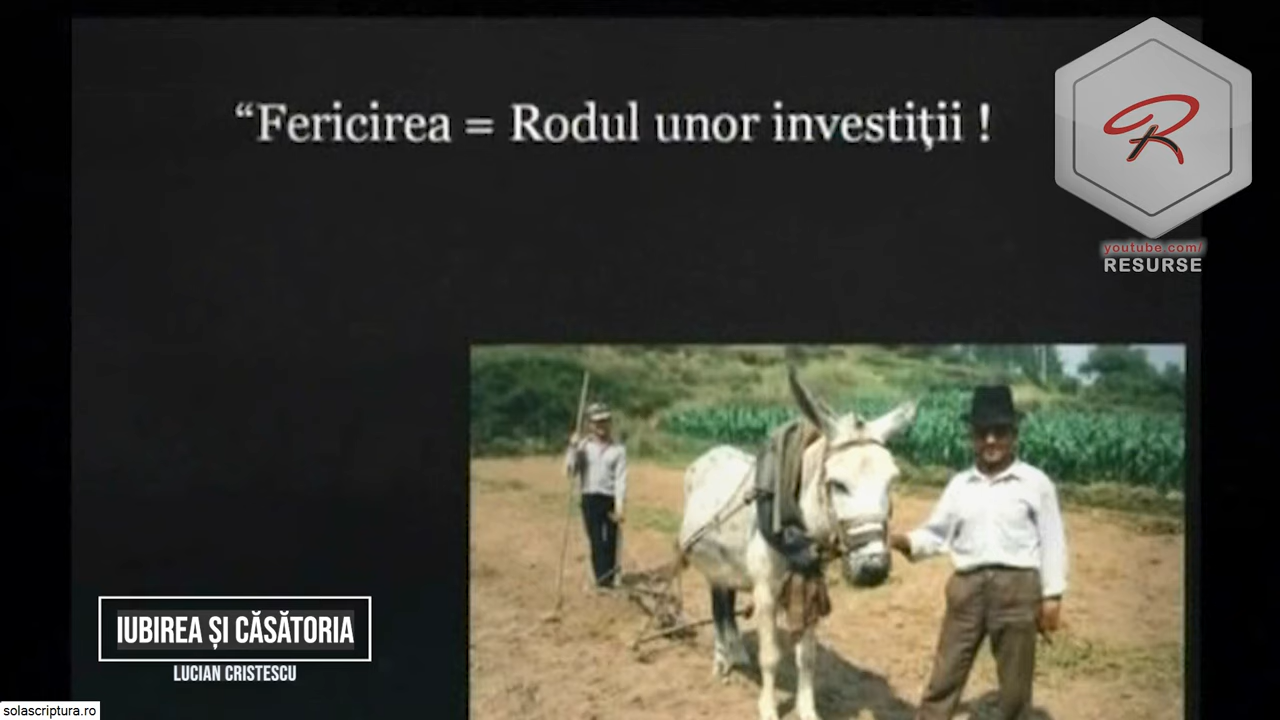 “Fericirea = Rodul unor investiţii !
youtube.com/
RESURSE
IUBIREA ȘI CĂSĂTORIA
LUCIAN CRISTESCU
solascriptura.ro